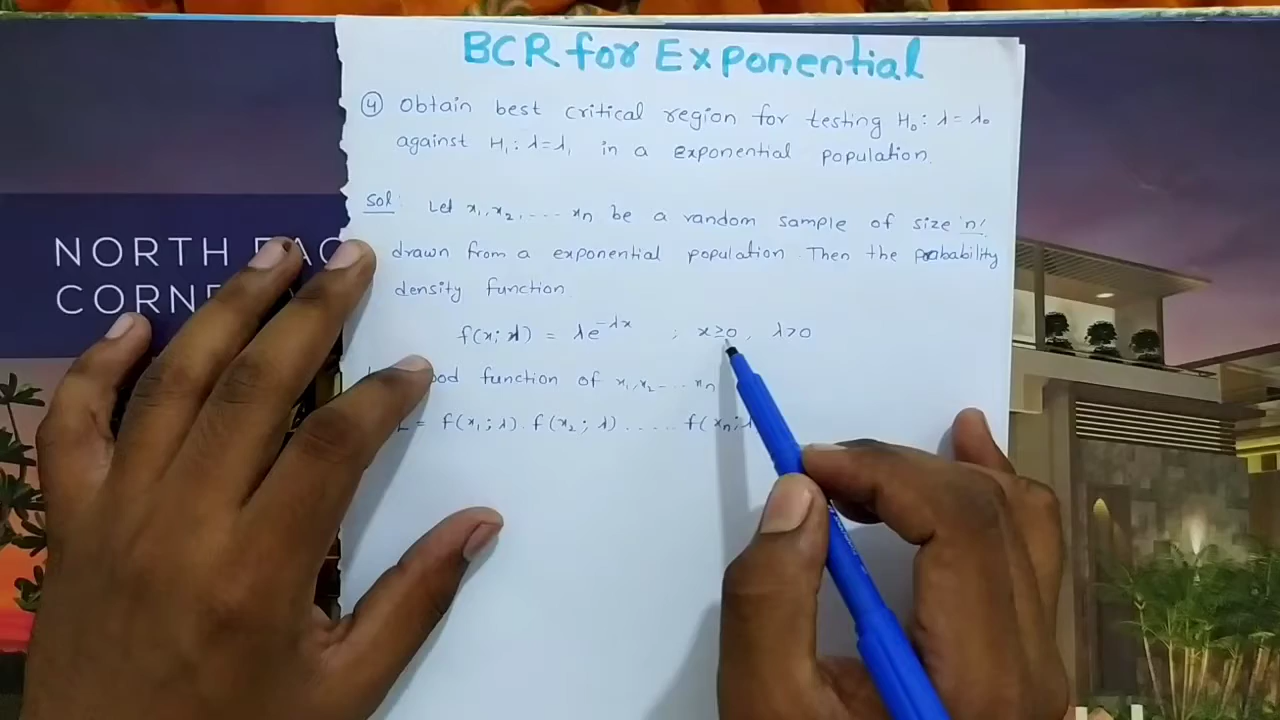 BCR for Exponential
④ Obtain best critical region for testing H₀: λ = λ₀
against H₁: λ=λ₁ in a exponential population.
Sol: Let x₁, x₂, ---- xn be a random sample of size 'n'
drawn from a exponential population. Then the probability
density function.
f(x; λ) = λe^-λx ; x≥0, λ>0
function of x₁, x₂ --- xn
L = f(x₁; λ). f(x₂; λ) ..... f(xn; λ
NORTH